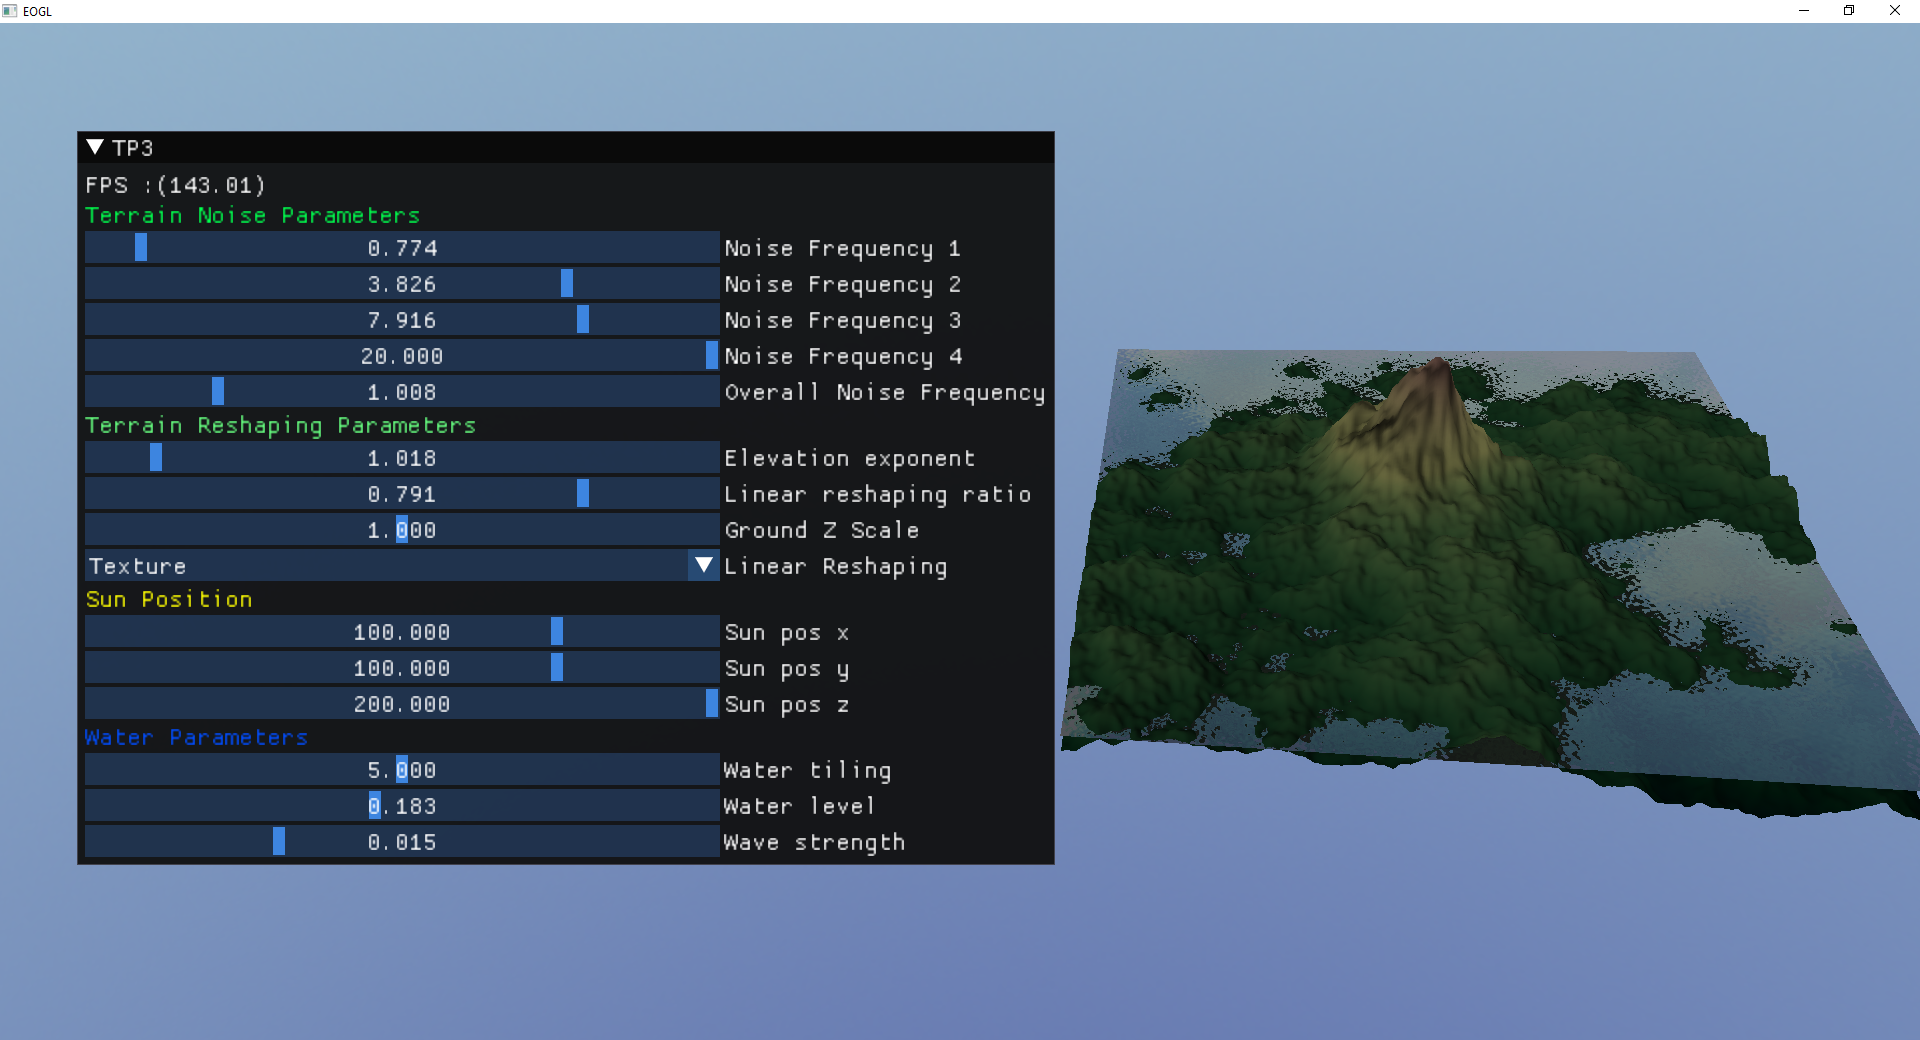 EOGL
TP3
FPS :(143.01)
Terrain Noise Parameters
0.774 Noise Frequency 1
3.826 Noise Frequency 2
7.916 Noise Frequency 3
20.000 Noise Frequency 4
1.008 Overall Noise Frequency
Terrain Reshaping Parameters
1.018 Elevation exponent
0.791 Linear reshaping ratio
1.000 Ground Z Scale
Texture Linear Reshaping
Sun Position
100.000 Sun pos x
100.000 Sun pos y
200.000 Sun pos z
Water Parameters
5.000 Water tiling
0.183 Water level
0.015 Wave strength